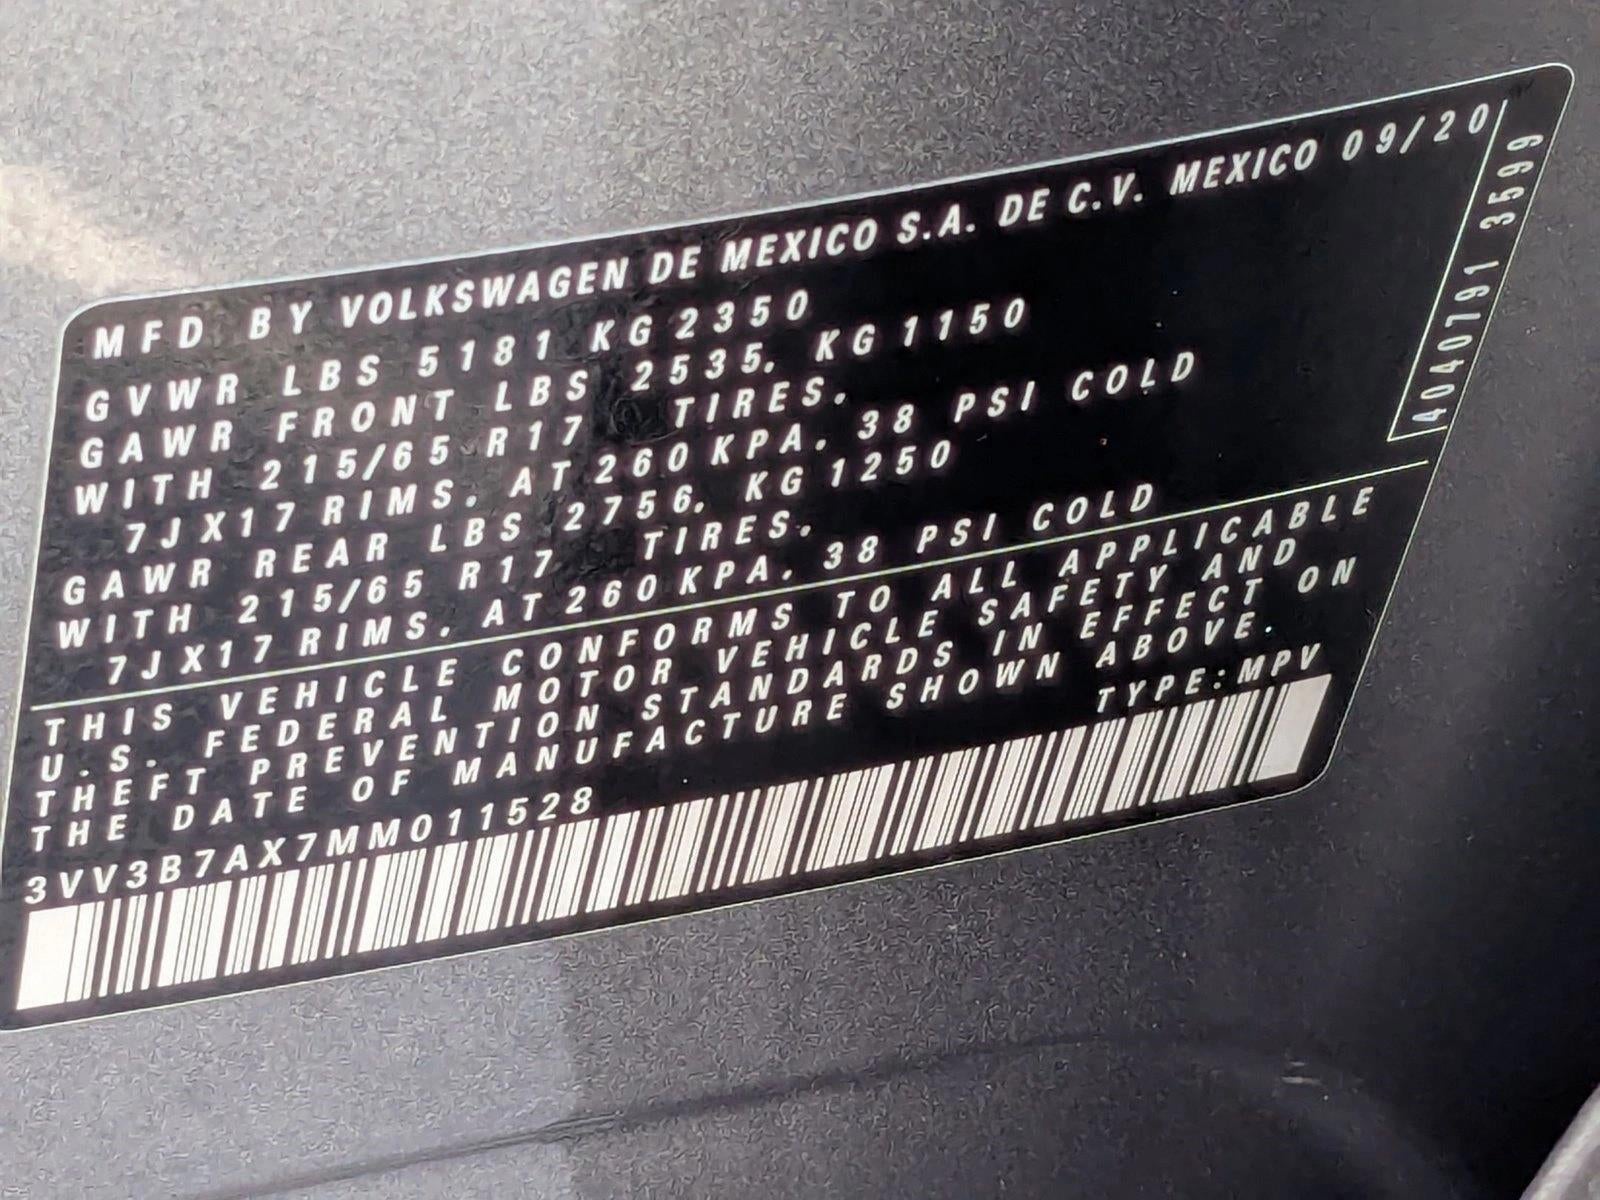 MFD BY VOLKSWAGEN DE MEXICO S.A. DE C.V. MEXICO 09/20
GVWR LBS 5181 KG 2350
GAWR FRONT LBS 2535. KG 1150
WITH 215/65 R17 TIRES.
7JX17 RIMS. AT 260 KPA. 38 PSI COLD
GAWR REAR LBS 2756. KG 1250
WITH 215/65 R17 TIRES.
7JX17 RIMS. AT 260 KPA. 38 PSI COLD
THIS VEHICLE CONFORMS TO ALL APPLICABLE
U.S. FEDERAL MOTOR VEHICLE SAFETY AND
THEFT PREVENTION STANDARDS IN EFFECT ON
THE DATE OF MANUFACTURE SHOWN ABOVE.
3VV3B7AX7MM011528 TYPE:MPV
4040791 3599